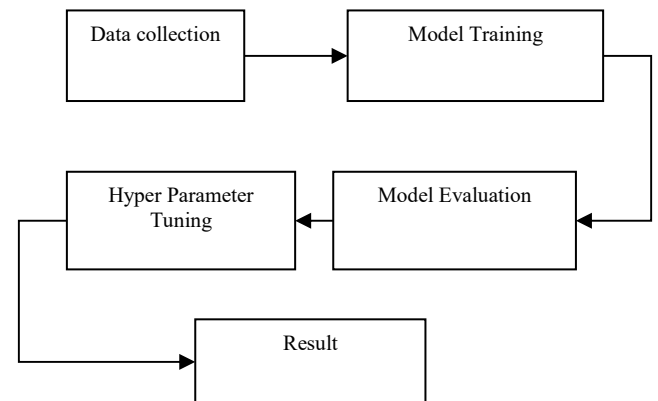 Data collection
Model Training
Hyper Parameter
Tuning
Model Evaluation
Result